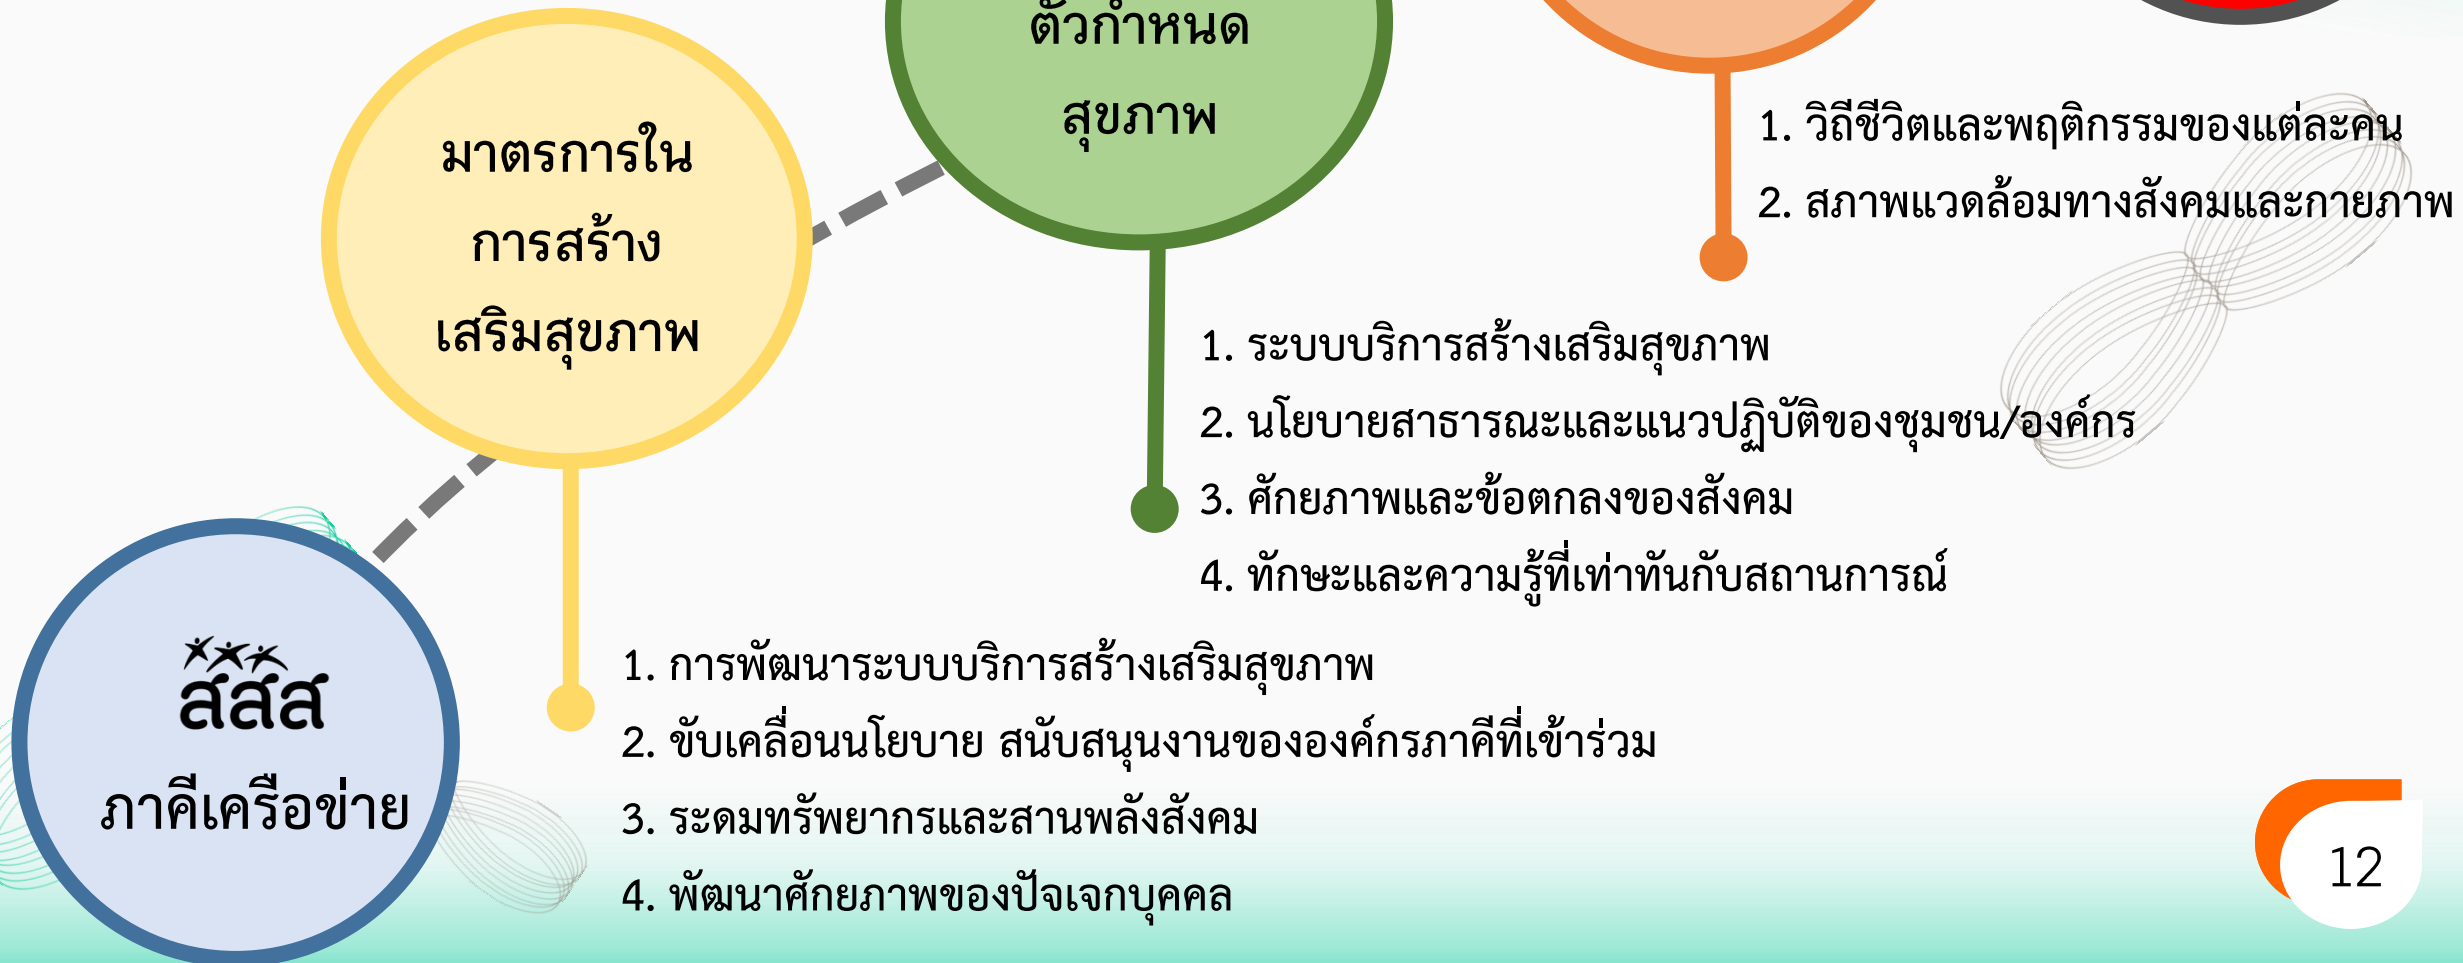 ตัวกำหนด
สุขภาพ
มาตรการใน
การสร้าง
เสริมสุขภาพ
1. วิถีชีวิตและพฤติกรรมของแต่ละคน
2. สภาพแวดล้อมทางสังคมและกายภาพ
1. ระบบบริการสร้างเสริมสุขภาพ
2. นโยบายสาธารณะและแนวปฏิบัติของชุมชน/องค์กร
3. ศักยภาพและข้อตกลงของสังคม
4. ทักษะและความรู้ที่เท่าทันกับสถานการณ์
สสส
ภาคีเครือข่าย
1. การพัฒนาระบบบริการสร้างเสริมสุขภาพ
2. ขับเคลื่อนนโยบาย สนับสนุนงานขององค์กรภาคีที่เข้าร่วม
3. ระดมทรัพยากรและสานพลังสังคม
4. พัฒนาศักยภาพของปัจเจกบุคคล
12